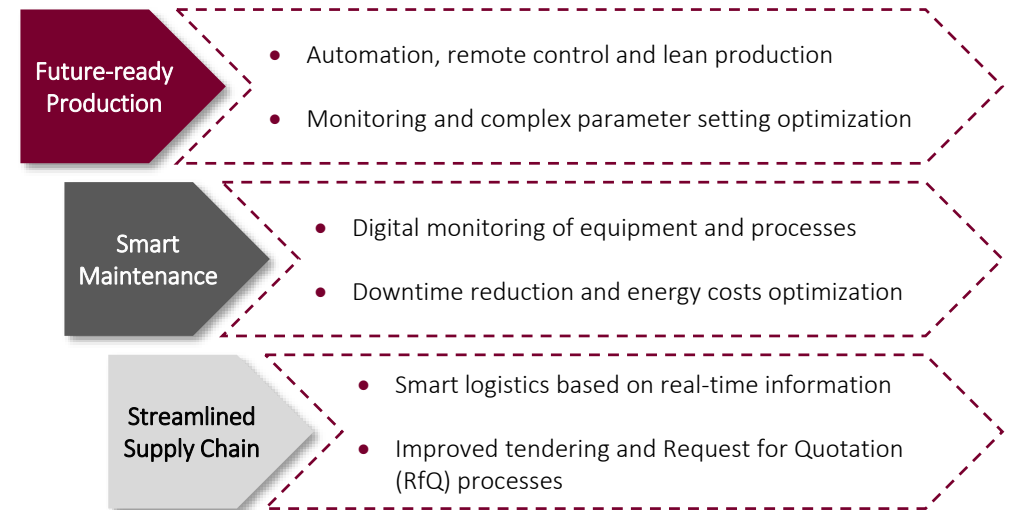 Future-ready
Production
• Automation, remote control and lean production
• Monitoring and complex parameter setting optimization
Smart
Maintenance
• Digital monitoring of equipment and processes
• Downtime reduction and energy costs optimization
Streamlined
Supply Chain
• Smart logistics based on real-time information
• Improved tendering and Request for Quotation
(RfQ) processes